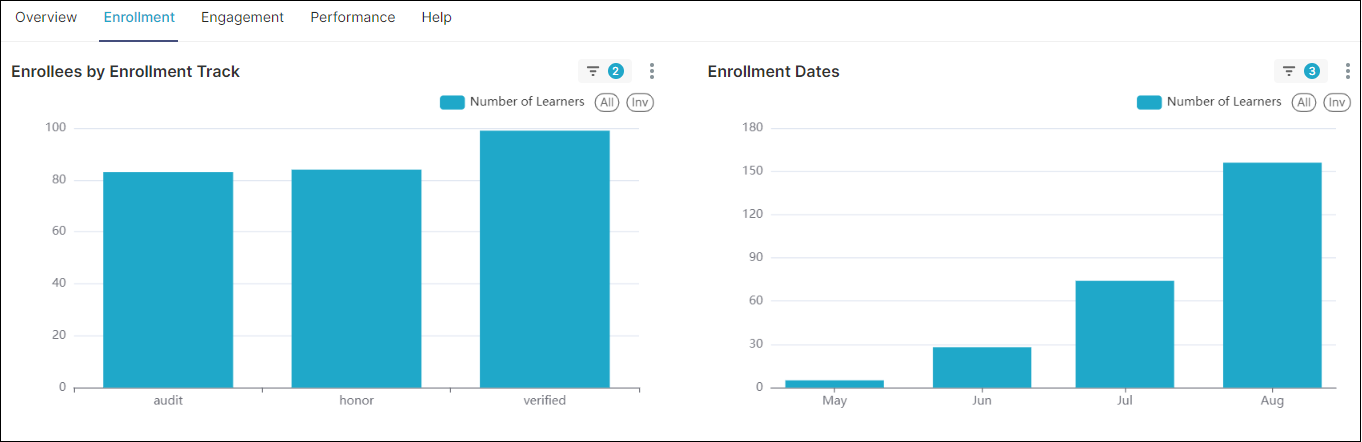 Overview Enrollment Engagement Performance Help
Enrollees by Enrollment Track 2
Number of Learners All Inv
100
80
60
40
20
0
audit honor verified
Enrollment Dates 3
Number of Learners All Inv
180
150
120
90
60
30
0
May Jun Jul Aug